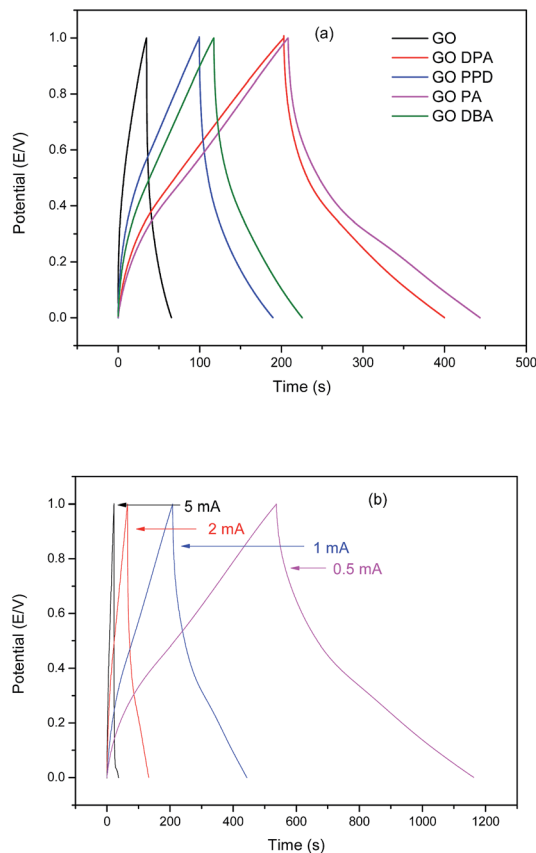 (a)
GO
GO DPA
GO PPD
GO PA
GO DBA
1.0
0.8
0.6
0.4
0.2
0.0
Potential (E/V)
0 100 200 300 400 500
Time (s)
(b)
5 mA
2 mA
1 mA
0.5 mA
1.0
0.8
0.6
0.4
0.2
0.0
Potential (E/V)
0 200 400 600 800 1000 1200
Time (s)